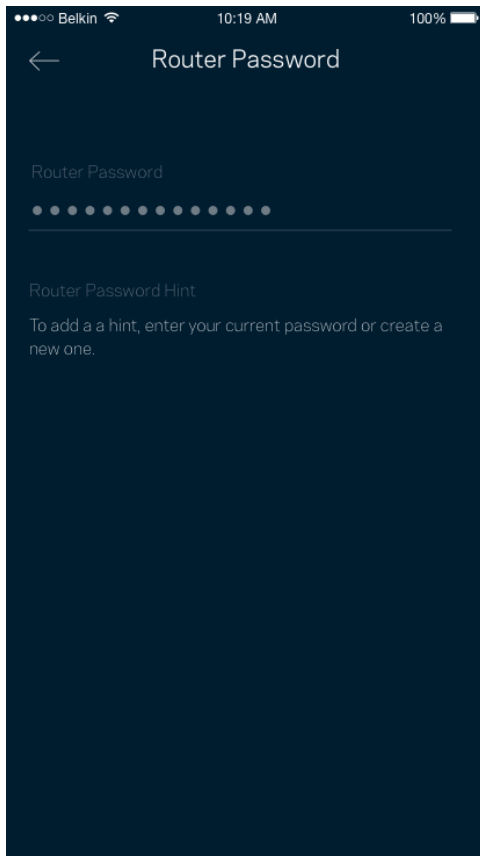 Belkin 10:19 AM 100%
Router Password
Router Password
●●●●●●●●●●●●●●
Router Password Hint
To add a a hint, enter your current password or create a
new one.